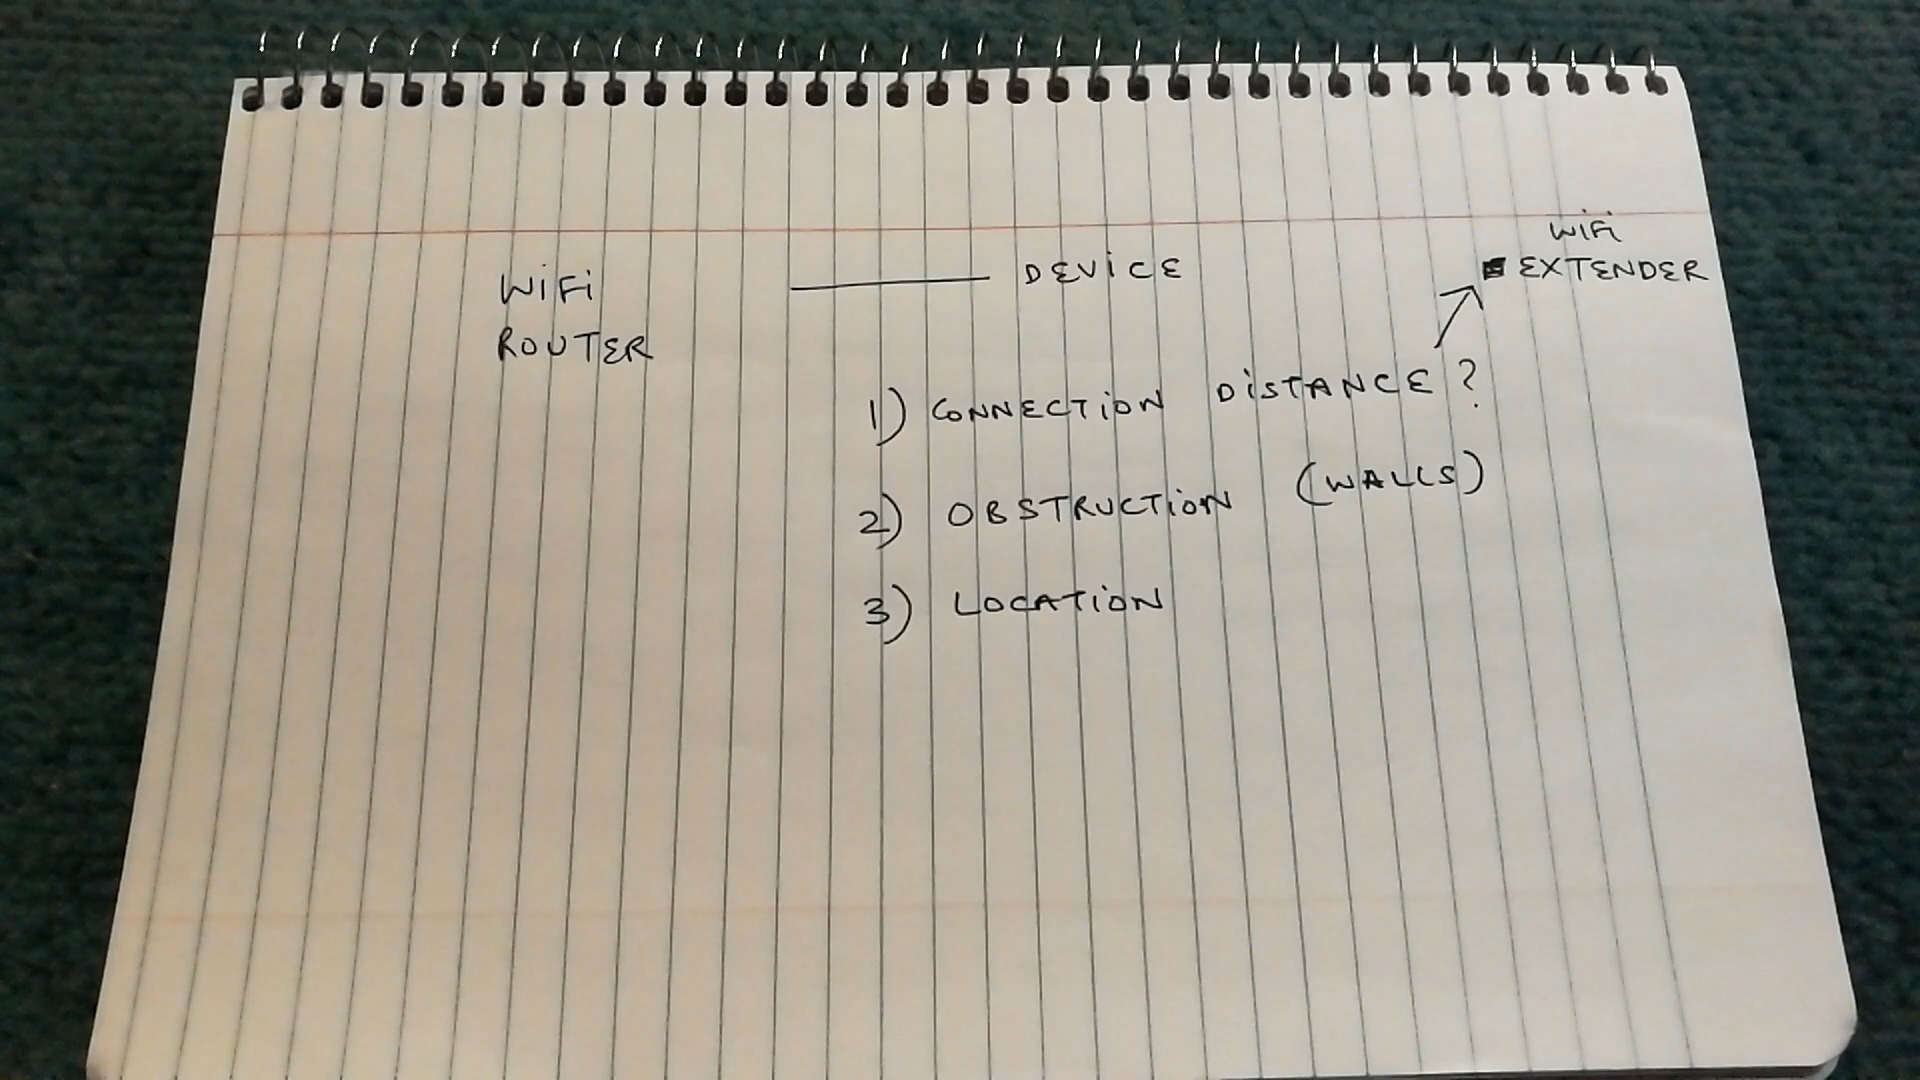 WiFi
ROUTER
DEViCE
WiFi
EXTENDER
1) CONNECTiON DiSTANCE?
2) OBSTRUCTiON (WALLS)
3) LOCATiON